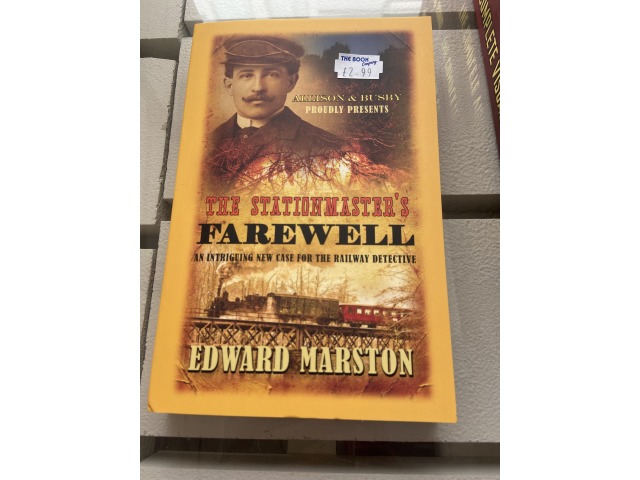 THE BOOK
Company
£2.99
ALLISON & BUSBY
PROUDLY PRESENTS
THE STATIONMASTER'S
FAREWELL
AN INTRIGUING NEW CASE FOR THE RAILWAY DETECTIVE
EDWARD MARSTON